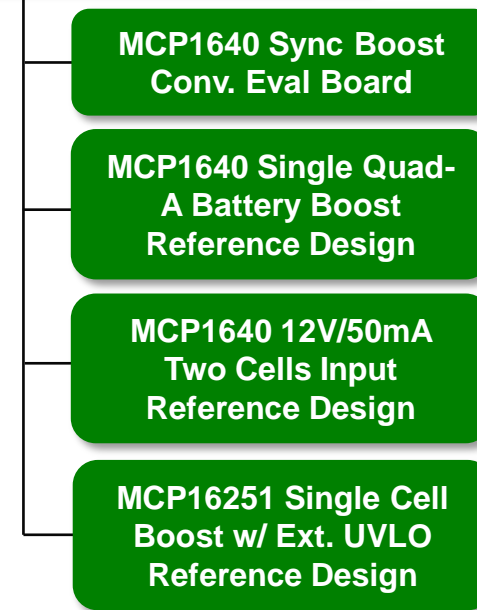 MCP1640 Sync Boost
Conv. Eval Board
MCP1640 Single Quad-
A Battery Boost
Reference Design
MCP1640 12V/50mA
Two Cells Input
Reference Design
MCP16251 Single Cell
Boost w/ Ext. UVLO
Reference Design